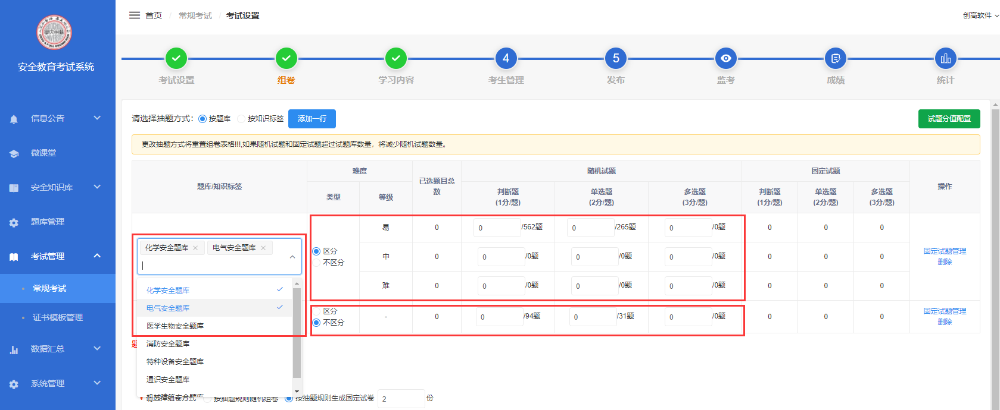 安全教育考试系统
信息公告
微课堂
安全知识库
题库管理
考试管理
常规考试
证书模板管理
数据汇总
系统管理
首页 / 常规考试 / 考试设置
创高软件
4 5
考试设置 组卷 学习内容 考生管理 发布 监考 成绩 统计
请选择抽题方式: 按题库 按知识标签 添加一行 试题分值配置
更改抽题方式将重置组卷表格!!!,如果随机试题和固定试题超过试题库数量，将减少随机试题数量。
题库/知识标签 难度 已选题目总数 随机试题 固定试题 操作
类型 等级 判断题 单选题 多选题 判断题 单选题 多选题
(1分/题) (2分/题) (3分/题) (1分/题) (2分/题) (3分/题)
化学安全题库 × 电气安全题库 ×
区分
不区分
易 0 0 /562题 0 /265题 0 /0题 0 0 0
中 0 0 /0题 0 /0题 0 /0题 0 0 0
难 0 0 /0题 0 /0题 0 /0题 0 0 0
固定试题管理
删除
化学安全题库
电气安全题库
医学生物安全题库
消防安全题库
特种设备安全题库
通识安全题库
机械建筑安全题库
区分
不区分
- 0 0 /94题 0 /31题 0 /0题 0 0 0
固定试题管理
删除
题
* 请选择组卷方式 按抽题规则随机组卷 按抽题规则生成固定试卷 2 份